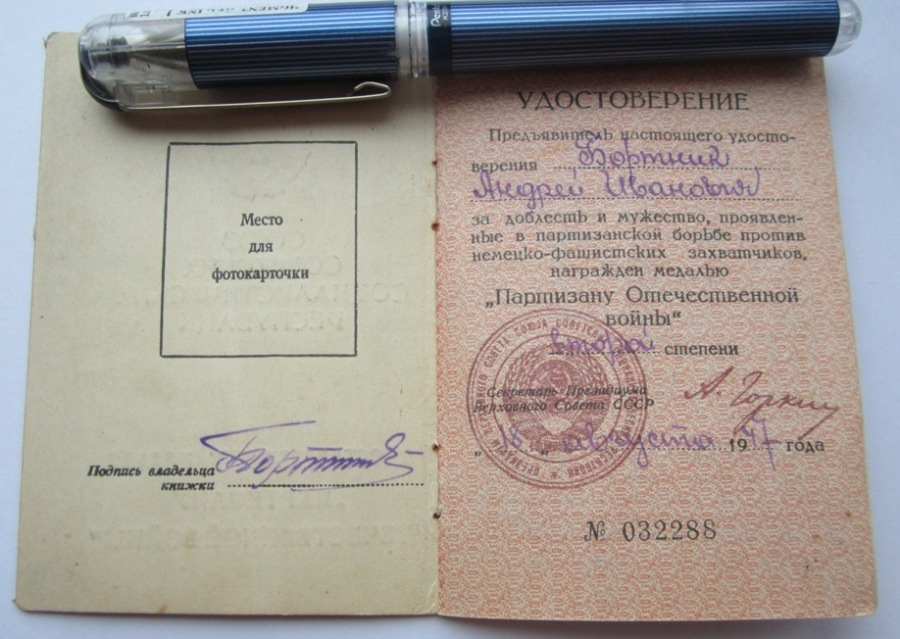 Место
для
фотокарточки
Подпись владельца
книжки
УДОСТОВЕРЕНИЕ
Предъявитель настоящего удосто-
верения Бортник
Андрей Иванович
за доблесть и мужество, проявлен-
ные в партизанской борьбе против
немецко-фашистских захватчиков,
награжден медалью
„Партизану Отечественной
войны“
второй степени
Секретарь Президиума
Верховного Совета СССР А. Горкин
„8“ августа 1947 года
№ 032288